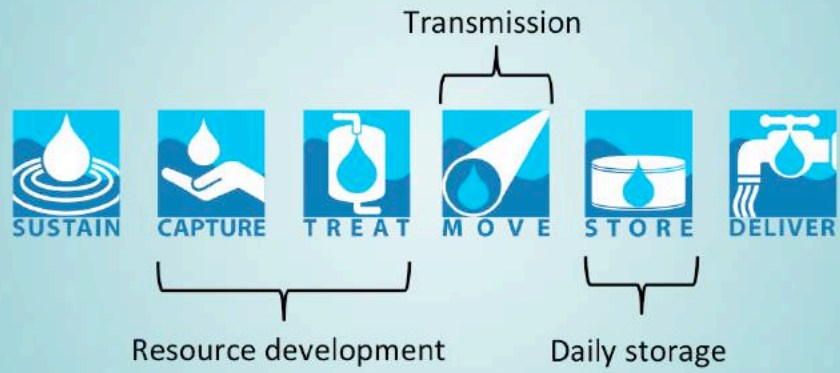 Transmission
SUSTAIN CAPTURE TREAT MOVE STORE DELIVER
Resource development Daily storage